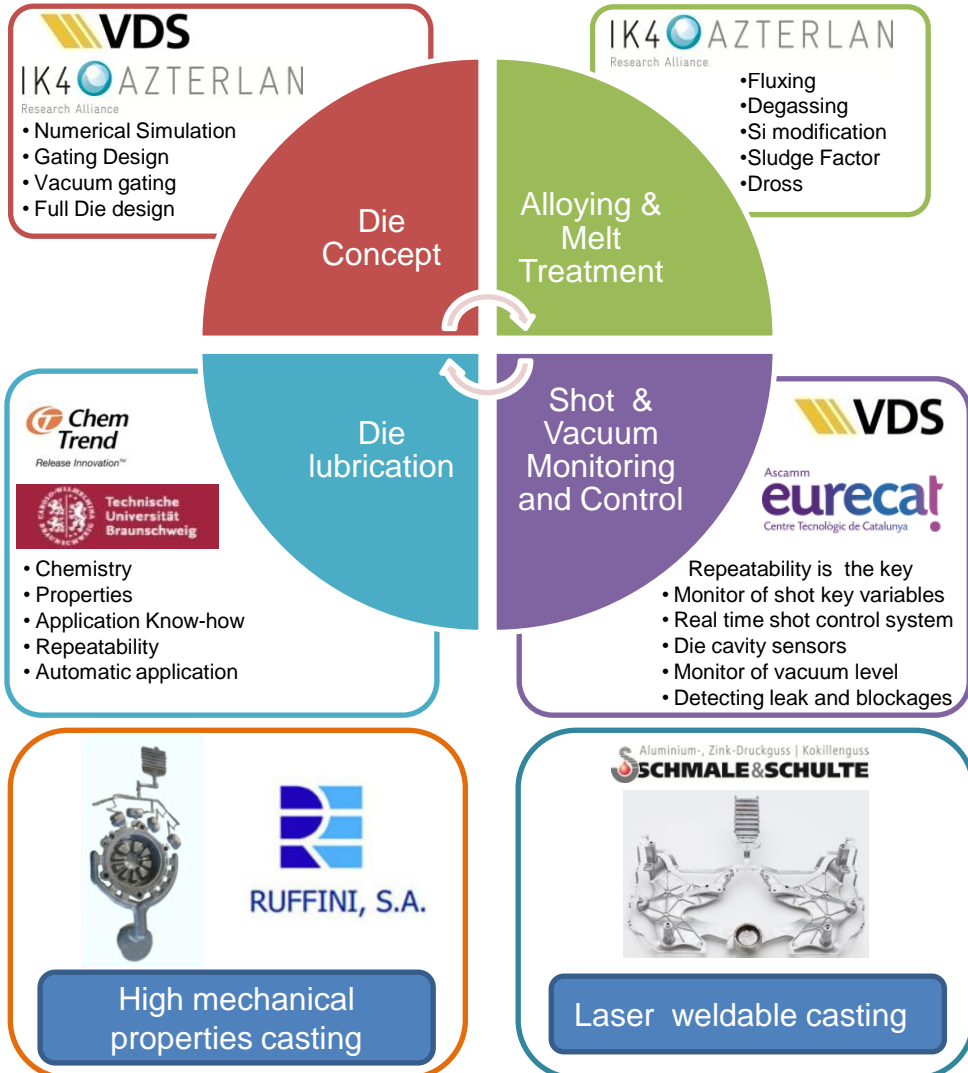 VDS
IK4 AZTERLAN
Research Alliance
• Numerical Simulation
• Gating Design
• Vacuum gating
• Full Die design
IK4 AZTERLAN
Research Alliance
•Fluxing
•Degassing
•Si modification
•Sludge Factor
•Dross
Die
Concept
Alloying &
Melt
Treatment
Die
lubrication
Shot &
Vacuum
Monitoring
and Control
Chem
Trend
Release Innovation™
Technische
Universität
Braunschweig
• Chemistry
• Properties
• Application Know-how
• Repeatability
• Automatic application
VDS
Ascamm
eurecat
Centre Tecnològic de Catalunya
Repeatability is the key
• Monitor of shot key variables
• Real time shot control system
• Die cavity sensors
• Monitor of vacuum level
• Detecting leak and blockages
RUFFINI, S.A.
High mechanical
properties casting
Aluminium-, Zink-Druckguss | Kokillenguss
SCHMALE&SCHULTE
Laser weldable casting